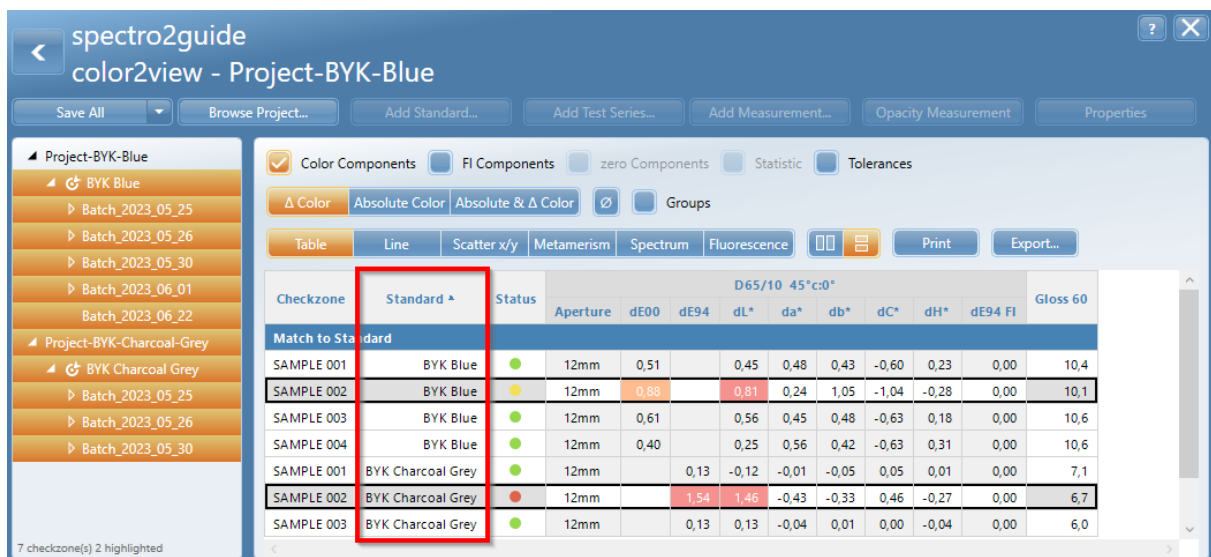 spectro2guide
color2view - Project-BYK-Blue
?
Save All Browse Project... Add Standard... Add Test Series... Add Measurement... Opacity Measurement Properties
Project-BYK-Blue
BYK Blue
Batch_2023_05_25
Batch_2023_05_26
Batch_2023_05_30
Batch_2023_06_01
Batch_2023_06_22
Project-BYK-Charcoal-Grey
BYK Charcoal Grey
Batch_2023_05_25
Batch_2023_05_26
Batch_2023_05_30
7 checkzone(s) 2 highlighted
Color Components FI Components zero Components Statistic Tolerances
Δ Color Absolute Color Absolute & Δ Color Ø Groups
Table Line Scatter x/y Metamerism Spectrum Fluorescence Print Export...
D65/10 45°c:0°
Checkzone Standard Status Gloss 60
Aperture dE00 dE94 dL* da* db* dC* dH* dE94 FI
Match to Standard
SAMPLE 001 BYK Blue 12mm 0,51 0,45 0,48 0,43 -0,60 0,23 0,00 10,4
SAMPLE 002 BYK Blue 12mm 0,88 0,81 0,24 1,05 -1,04 -0,28 0,00 10,1
SAMPLE 003 BYK Blue 12mm 0,61 0,56 0,45 0,48 -0,63 0,18 0,00 10,6
SAMPLE 004 BYK Blue 12mm 0,40 0,25 0,56 0,42 -0,63 0,31 0,00 10,6
SAMPLE 001 BYK Charcoal Grey 12mm 0,13 -0,12 -0,01 -0,05 0,05 0,01 0,00 7,1
SAMPLE 002 BYK Charcoal Grey 12mm 1,54 1,46 -0,43 -0,33 0,46 -0,27 0,00 6,7
SAMPLE 003 BYK Charcoal Grey 12mm 0,13 0,13 -0,04 0,01 0,00 -0,04 0,00 6,0